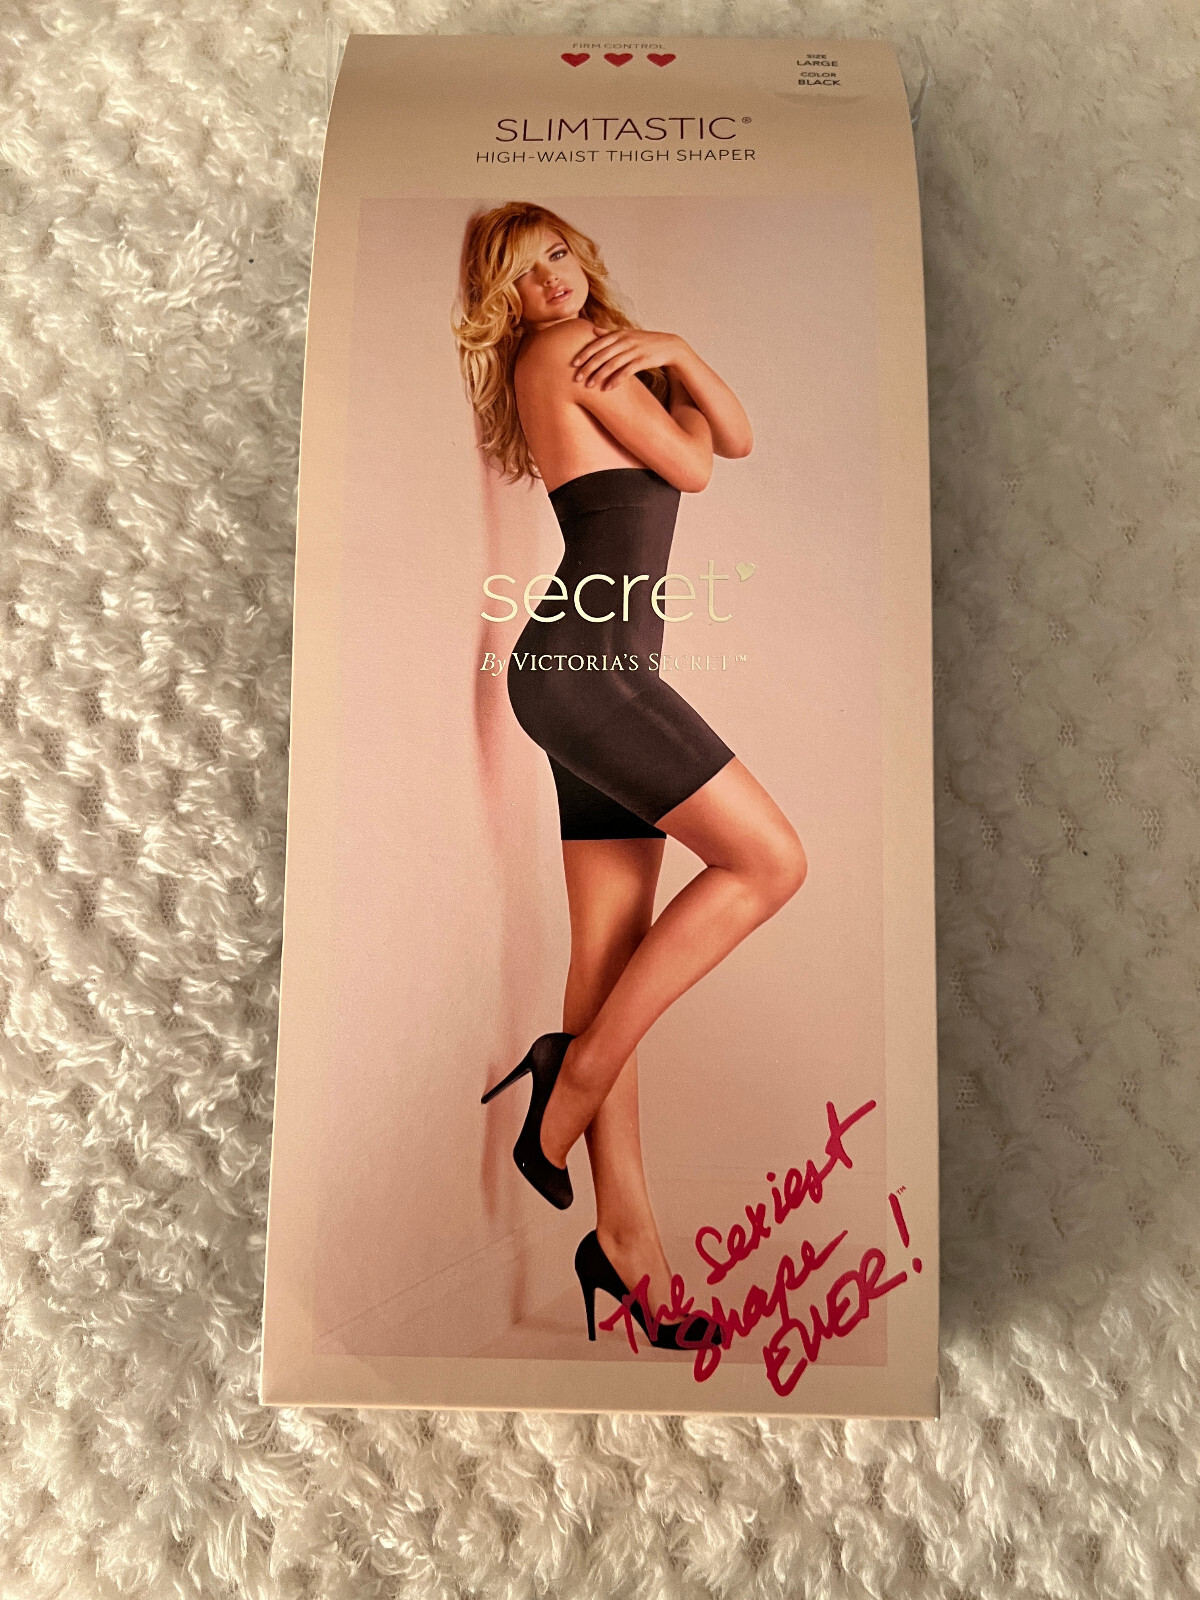 FIRM CONTROL
SIZE
LARGE
COLOR
BLACK
SLIMTASTIC®
HIGH-WAIST THIGH SHAPER
secret
By VICTORIA'S SECRET™
The Sexiest
Shape
EVER!™